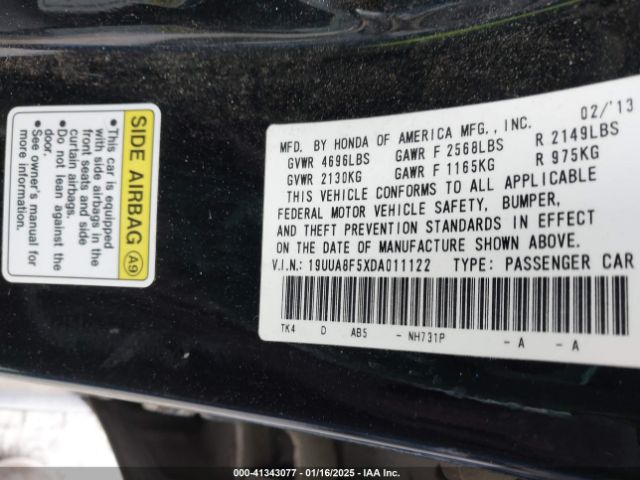 SIDE AIRBAG A9
• This car is equipped
with side airbags in the
front seats and side
curtain airbags.
• Do not lean against the
door.
• See owner's manual for
more information.
MFD. BY HONDA OF AMERICA MFG., INC. 02/'13
GVWR 4696LBS GAWR F 2568LBS R 2149LBS
GVWR 2130KG GAWR F 1165KG R 975KG
THIS VEHICLE CONFORMS TO ALL APPLICABLE
FEDERAL MOTOR VEHICLE SAFETY, BUMPER,
AND THEFT PREVENTION STANDARDS IN EFFECT
ON THE DATE OF MANUFACTURE SHOWN ABOVE.
V.I.N.: 19UUA8F5XDA011122 TYPE: PASSENGER CAR
TK4 D AB5 - NH731P - A - A
000-41343077 - 01/16/2025 - IAA Inc.